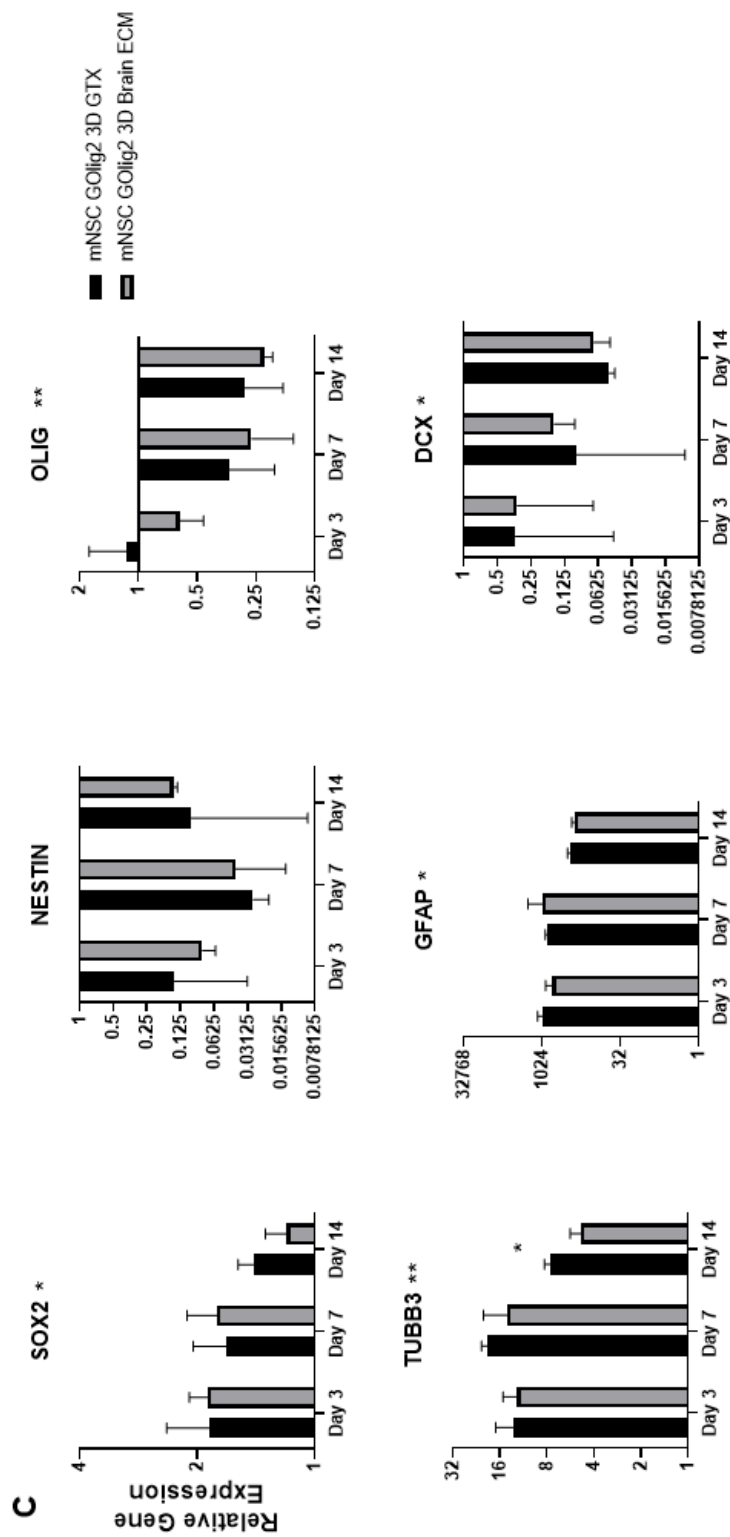 C
SOX2 *
Relative Gene
Expression
4
2
1
Day 3
Day 7
Day 14
NESTIN
1
0.5
0.25
0.125
0.0625
0.03125
0.015625
0.0078125
Day 3
Day 7
Day 14
OLIG **
2
1
0.5
0.25
0.125
Day 3
Day 7
Day 14
mNSC GOlig2 3D GTX
mNSC GOlig2 3D Brain ECM
TUBB3 **
32
16
8
4
2
1
*
Day 3
Day 7
Day 14
GFAP *
32768
1024
32
1
Day 3
Day 7
Day 14
DCX *
1
0.5
0.25
0.125
0.0625
0.03125
0.015625
0.0078125
Day 3
Day 7
Day 14